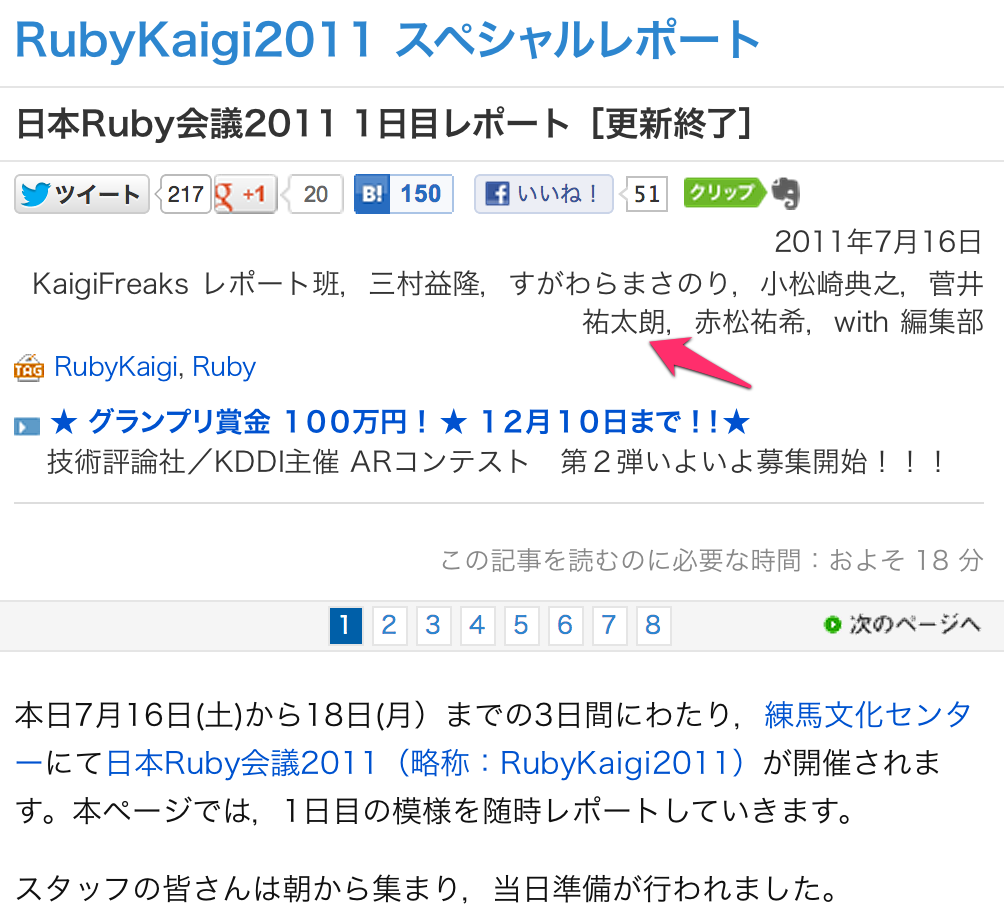 RubyKaigi2011 スペシャルレポート
日本Ruby会議2011 1日目レポート［更新終了］
ツイート 217 g +1 20 B! 150 f いいね！ 51 クリップ
2011年7月16日
KaigiFreaks レポート班，三村益隆，すがわらまさのり，小松崎典之，菅井
祐太朗，赤松祐希，with 編集部
TAG RubyKaigi, Ruby
★ グランプリ賞金 １００万円！ ★ １２月１０日まで！！★
技術評論社／KDDI主催 ARコンテスト　第２弾いよいよ募集開始！！！
この記事を読むのに必要な時間：およそ 18 分
1 2 3 4 5 6 7 8 次のページへ
本日7月16日(土)から18日(月）までの3日間にわたり，練馬文化センタ
ーにて日本Ruby会議2011（略称：RubyKaigi2011）が開催されま
す。本ページでは，1日目の模様を随時レポートしていきます。
スタッフの皆さんは朝から集まり，当日準備が行われました。